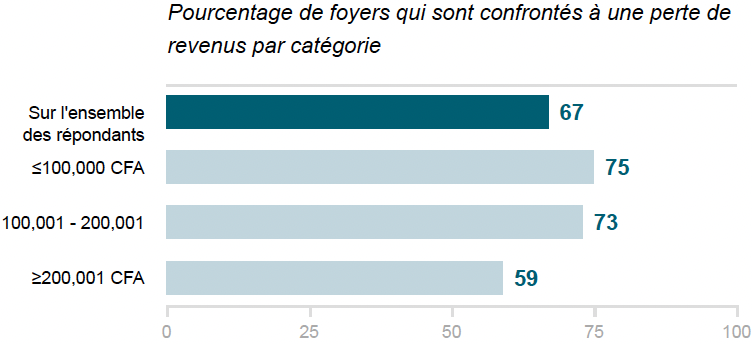 Pourcentage de foyers qui sont confrontés à une perte de
revenus par catégorie
Sur l'ensemble
des répondants
67
≤100,000 CFA
75
100,001 - 200,001
73
≥200,001 CFA
59
0 25 50 75 100